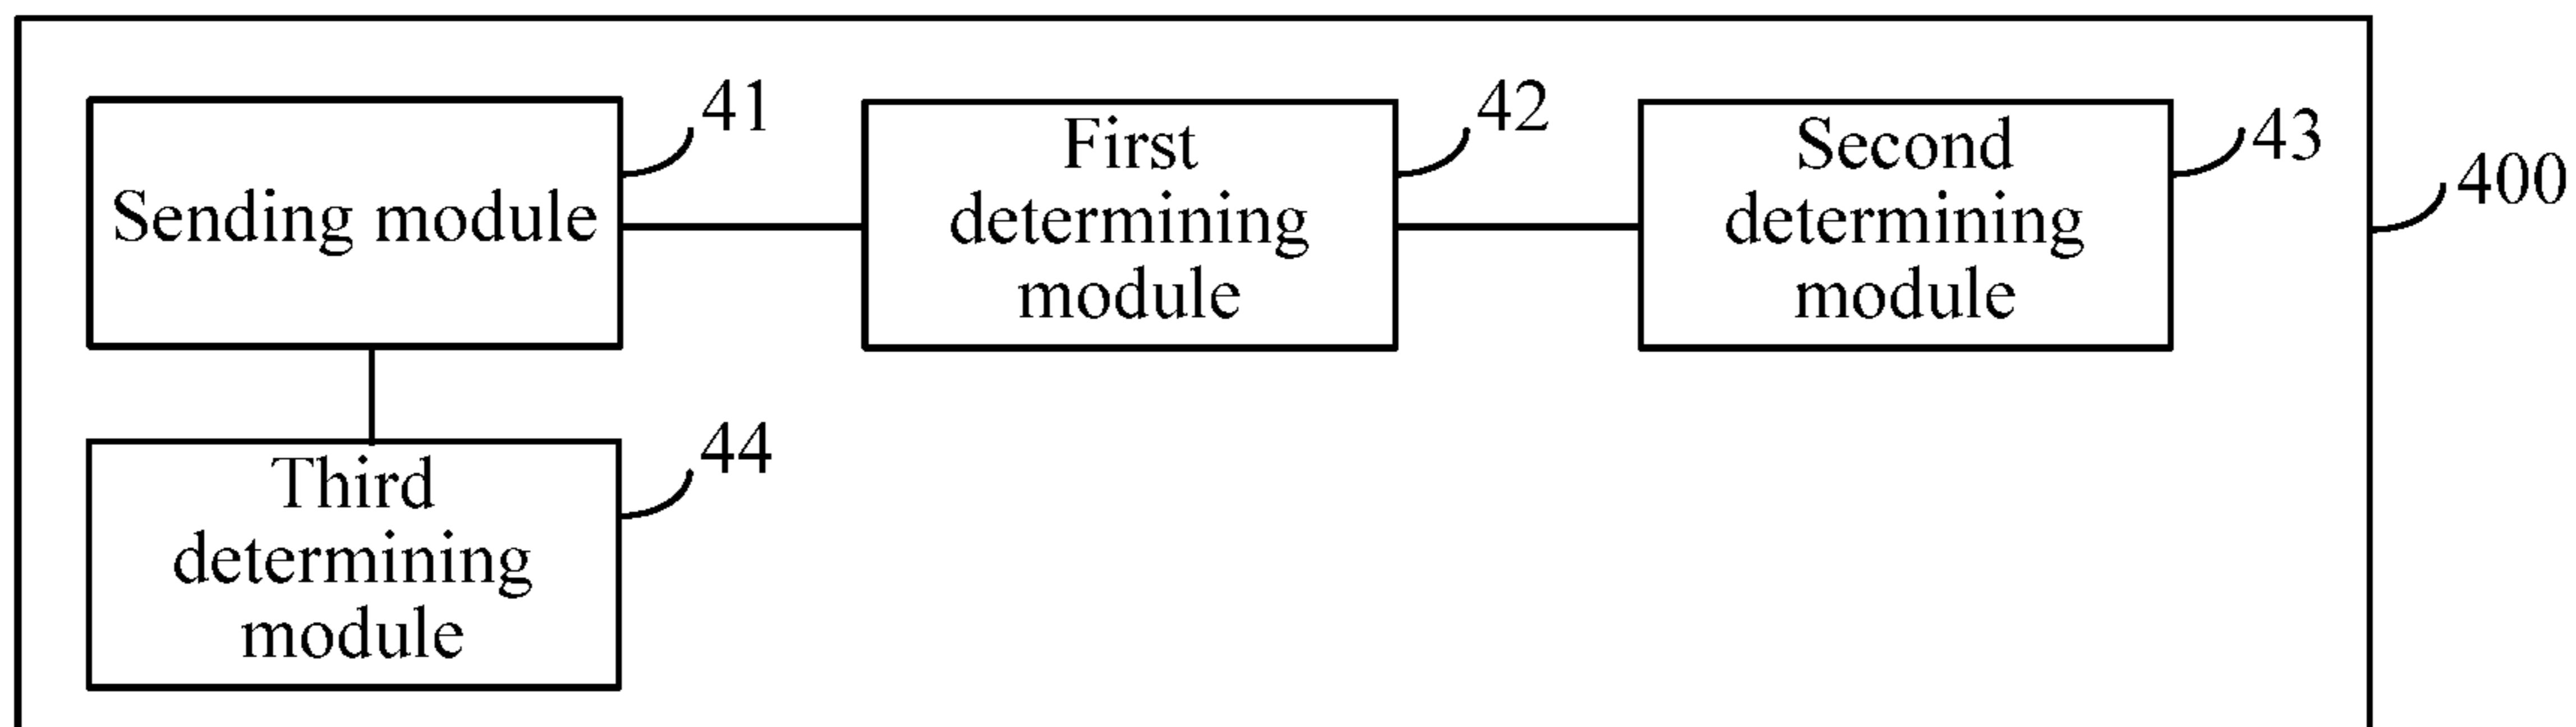 41
42
43
400
Sending module
First
determining
module
Second
determining
module
44
Third
determining
module